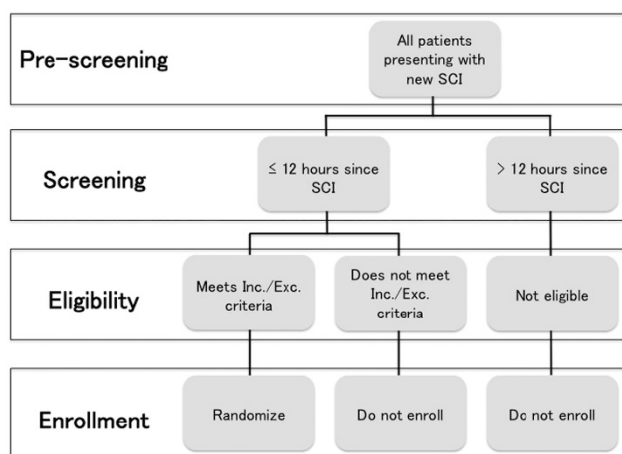 Pre-screening
All patients
presenting with
new SCI
Screening
≤ 12 hours since
SCI
> 12 hours since
SCI
Eligibility
Meets Inc./Exc.
criteria
Does not meet
Inc./Exc.
criteria
Not eligible
Enrollment
Randomize
Do not enroll
Do not enroll